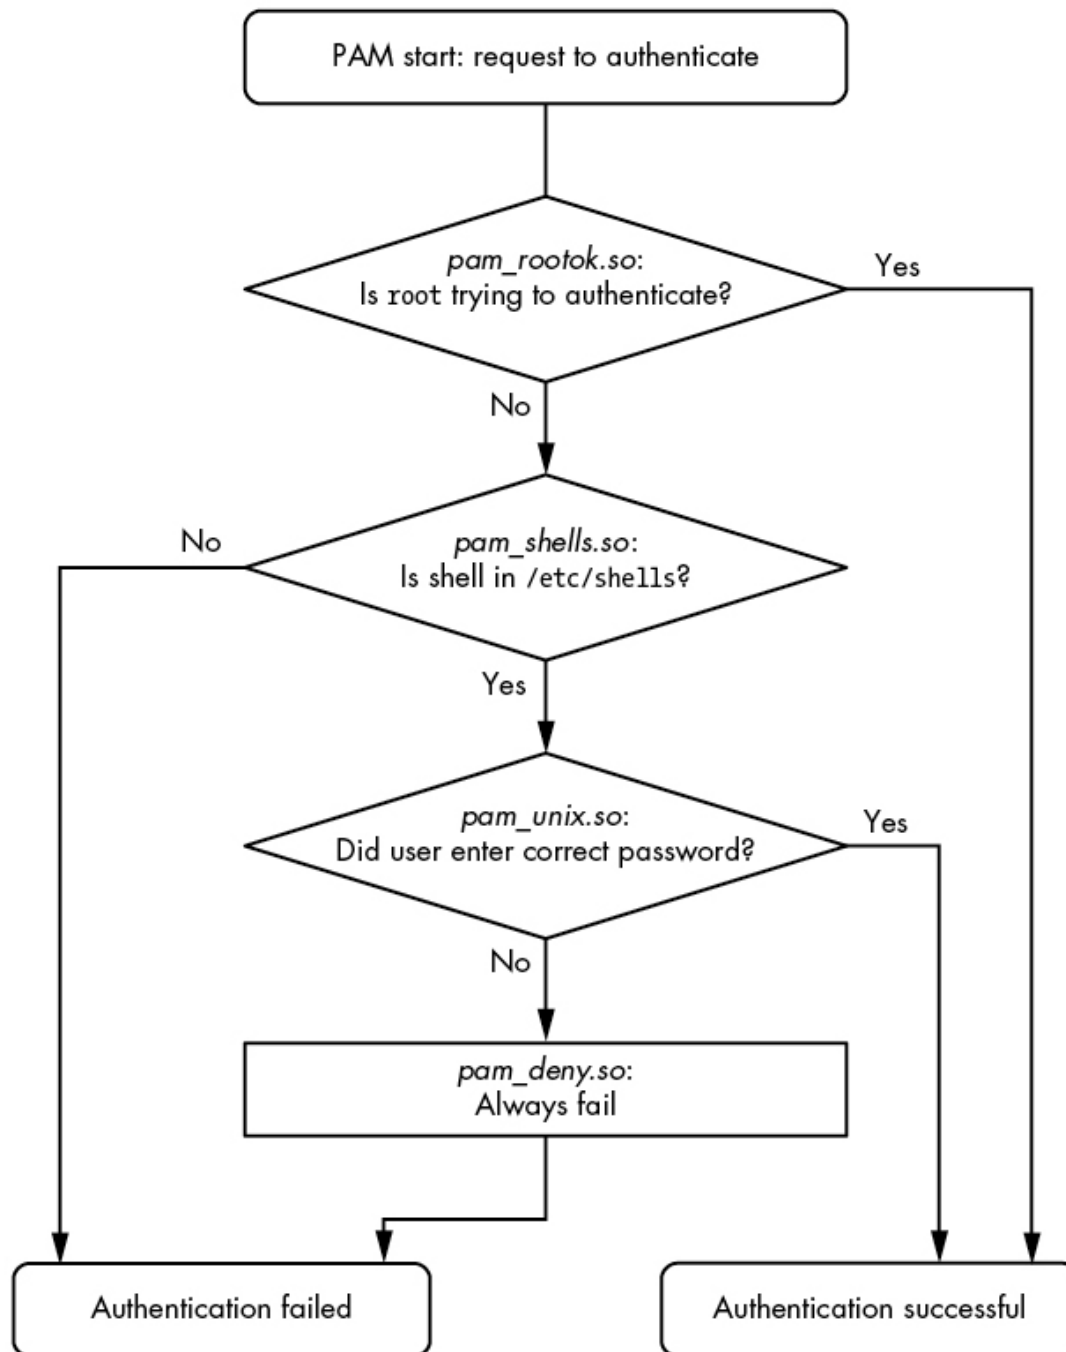 PAM start: request to authenticate
pam_rootok.so:
Is root trying to authenticate?
Yes
No
No
pam_shells.so:
Is shell in /etc/shells?
Yes
pam_unix.so:
Did user enter correct password?
Yes
No
pam_deny.so:
Always fail
Authentication failed
Authentication successful